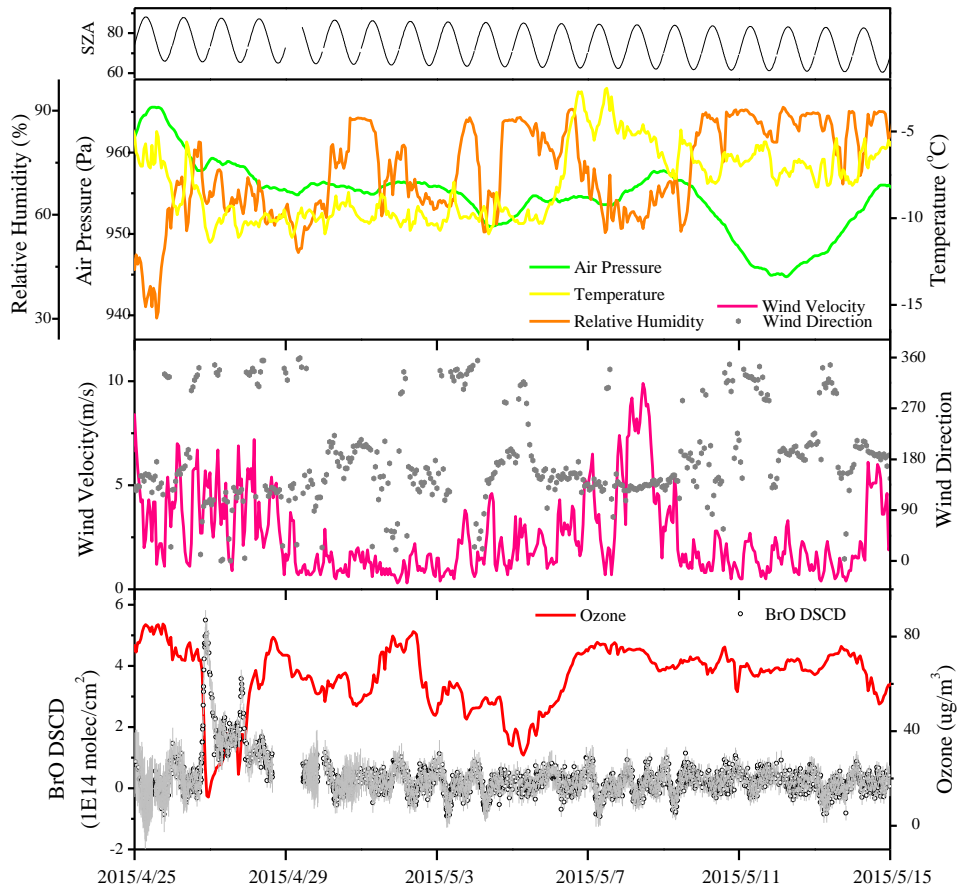 SZA
80
60
Relative Humidity (%)
90
60
30
Air Pressure (Pa)
960
950
940
Temperature (°C)
-5
-10
-15
Air Pressure
Temperature
Relative Humidity
Wind Velocity
Wind Direction
Wind Velocity(m/s)
10
5
0
Wind Direction
360
270
180
90
0
Ozone
BrO DSCD
BrO DSCD
(1E14 molec/cm²)
6
4
2
0
-2
Ozone (ug/m³)
80
40
0
2015/4/25 2015/4/29 2015/5/3 2015/5/7 2015/5/11 2015/5/15